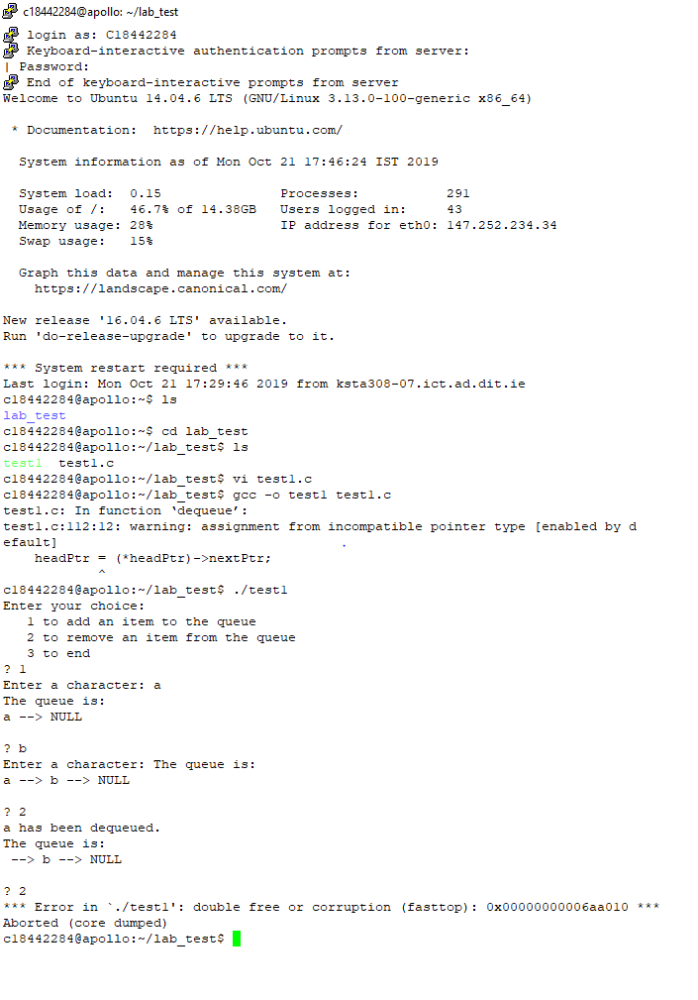 c18442284@apollo: ~/lab_test
login as: C18442284
Keyboard-interactive authentication prompts from server:
| Password:
End of keyboard-interactive prompts from server
Welcome to Ubuntu 14.04.6 LTS (GNU/Linux 3.13.0-100-generic x86_64)
* Documentation:  https://help.ubuntu.com/
System information as of Mon Oct 21 17:46:24 IST 2019
System load:  0.15               Processes:           291
Usage of /:   46.7% of 14.38GB   Users logged in:     43
Memory usage: 28%                IP address for eth0: 147.252.234.34
Swap usage:   15%
Graph this data and manage this system at:
https://landscape.canonical.com/
New release '16.04.6 LTS' available.
Run 'do-release-upgrade' to upgrade to it.
*** System restart required ***
Last login: Mon Oct 21 17:29:46 2019 from ksta308-07.ict.ad.dit.ie
c18442284@apollo:~$ ls
lab_test
c18442284@apollo:~$ cd lab_test
c18442284@apollo:~/lab_test$ ls
test1  test1.c
c18442284@apollo:~/lab_test$ vi test1.c
c18442284@apollo:~/lab_test$ gcc -o test1 test1.c
test1.c: In function ‘dequeue’:
test1.c:112:12: warning: assignment from incompatible pointer type [enabled by d
efault]
headPtr = (*headPtr)->nextPtr;
^
c18442284@apollo:~/lab_test$ ./test1
Enter your choice:
1 to add an item to the queue
2 to remove an item from the queue
3 to end
? 1
Enter a character: a
The queue is:
a --> NULL
? b
Enter a character: The queue is:
a --> b --> NULL
? 2
a has been dequeued.
The queue is:
--> b --> NULL
? 2
*** Error in `./test1': double free or corruption (fasttop): 0x00000000006aa010 ***
Aborted (core dumped)
c18442284@apollo:~/lab_test$